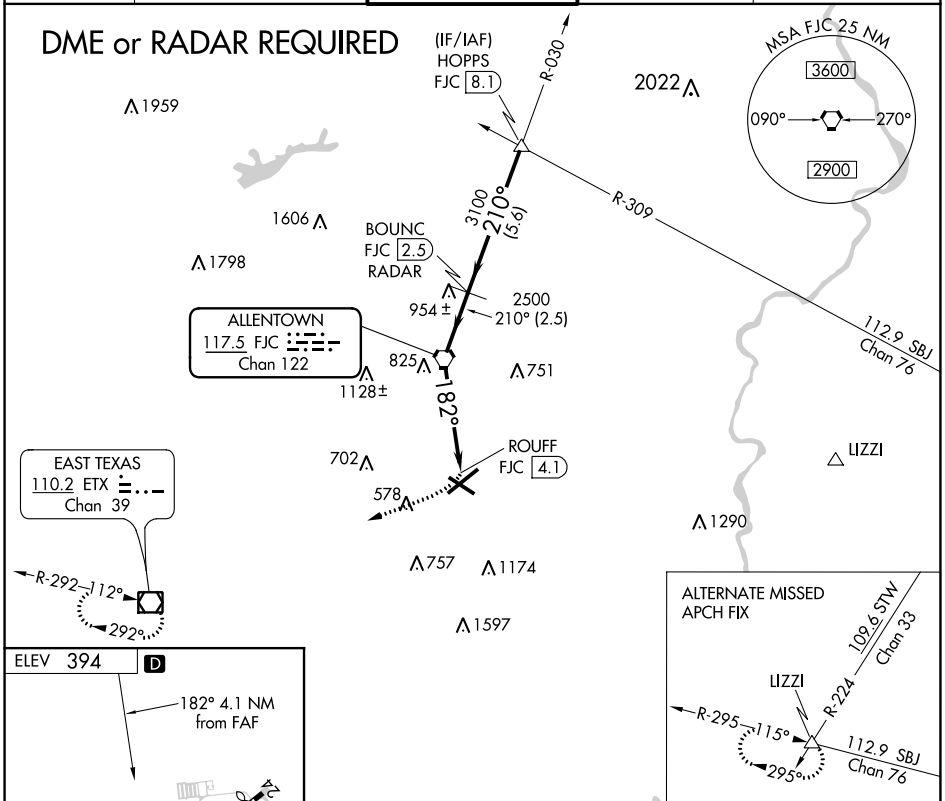 DME or RADAR REQUIRED
(IF/IAF)
HOPPS
FJC 8.1
R-030
2022
MSA FJC 25 NM
3600
090°
270°
2900
1959
3100
210°
(5.6)
R-309
1606
BOUNC
FJC 2.5
RADAR
1798
954 ±
2500
210° (2.5)
112.9 SBJ
Chan 76
ALLENTOWN
117.5 FJC
Chan 122
825
751
1128±
182°
ROUFF
FJC 4.1
LIZZI
702
EAST TEXAS
110.2 ETX
Chan 39
578
1290
757
1174
R-292
112°
292°
1597
ALTERNATE MISSED
APCH FIX
109.6 STW
Chan 33
R-224
LIZZI
R-295
115°
295°
112.9 SBJ
Chan 76
ELEV 394
D
182° 4.1 NM
from FAF
24